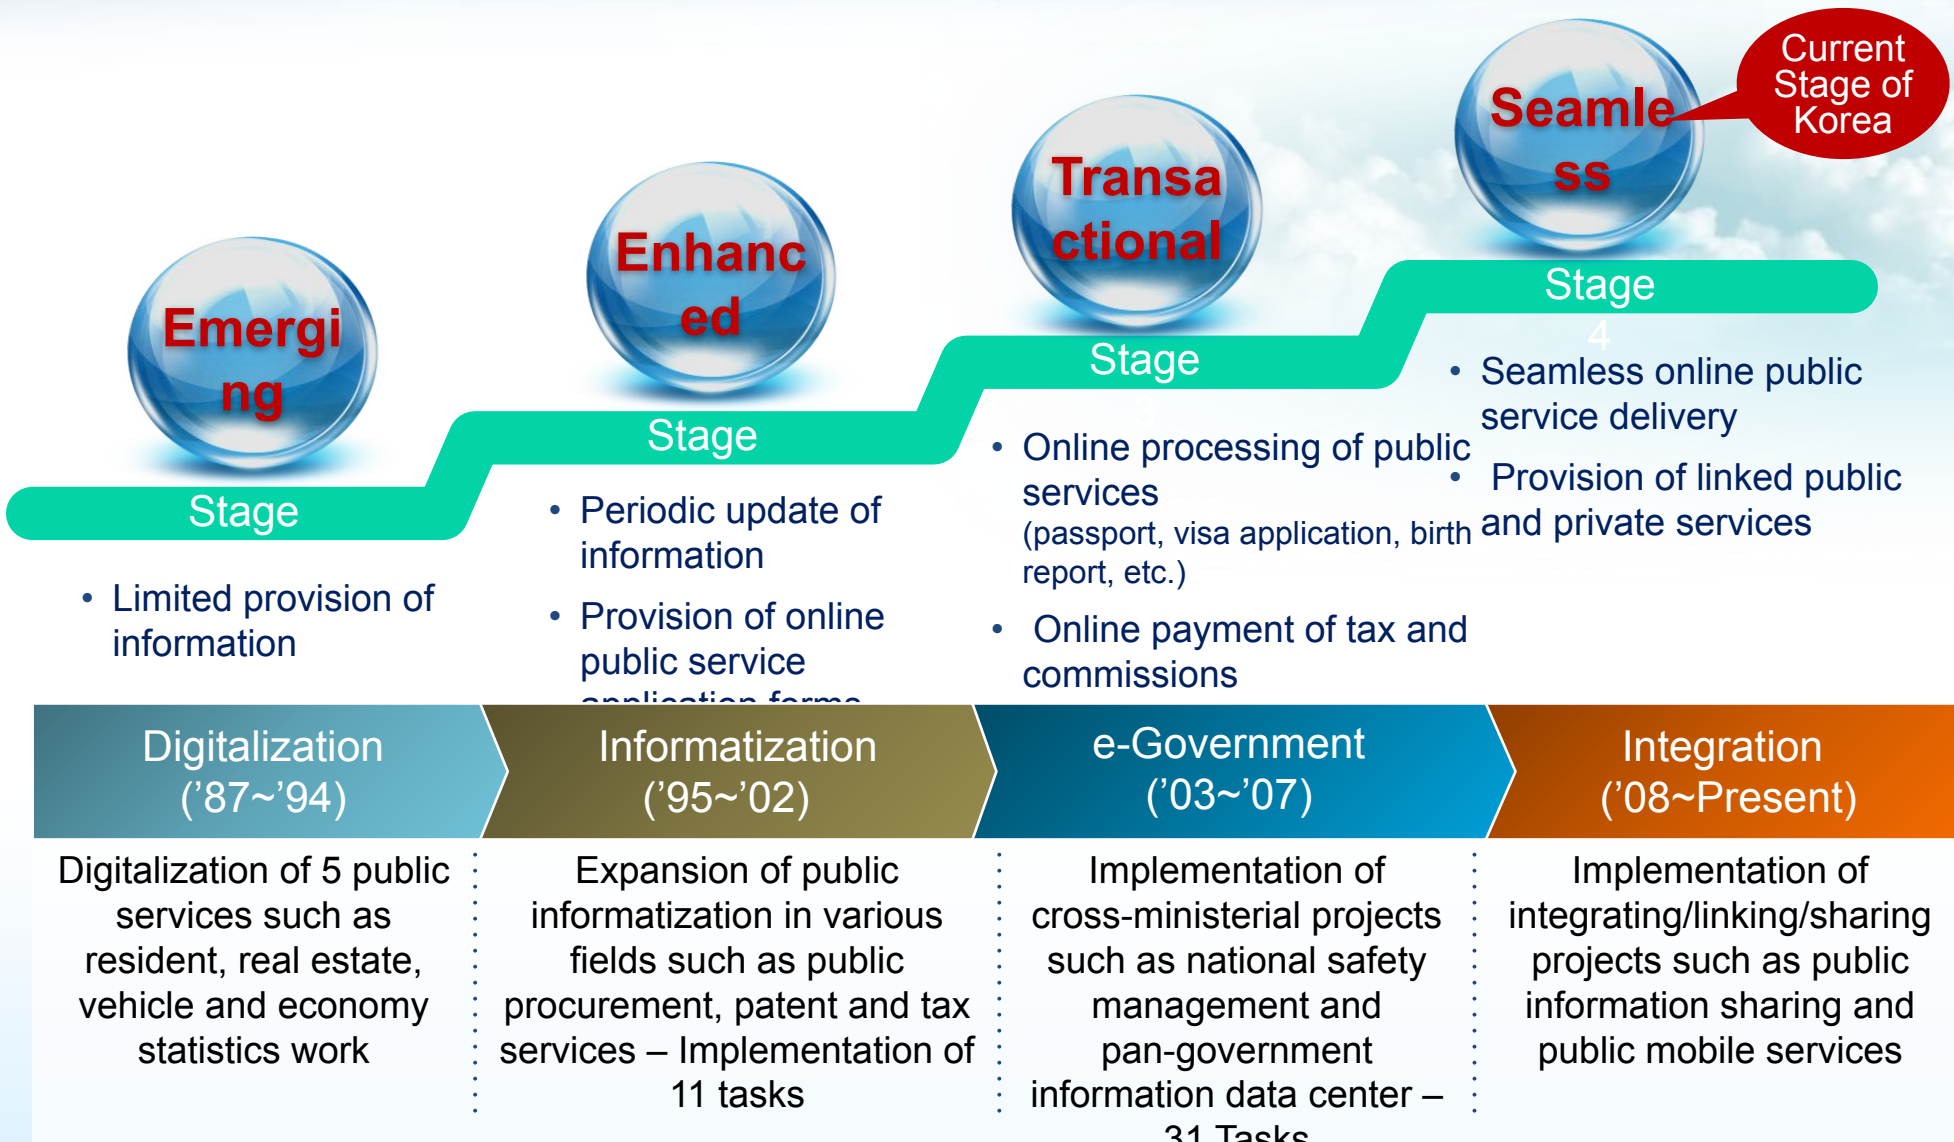 Current
Stage of
Korea
Seamle
ss
Transa
ctional
Enhanc
ed
Emergi
ng
Stage
4
Stage
3
Stage
Stage
• Seamless online public
service delivery
• Provision of linked public
and private services
• Online processing of public
services
(passport, visa application, birth
report, etc.)
• Online payment of tax and
commissions
• Periodic update of
information
• Provision of online
public service
application forms
• Limited provision of
information
Digitalization
(’87~’94)
Informatization
(’95~’02)
e-Government
(’03~’07)
Integration
(’08~Present)
Digitalization of 5 public
services such as
resident, real estate,
vehicle and economy
statistics work
Expansion of public
informatization in various
fields such as public
procurement, patent and tax
services – Implementation of
11 tasks
Implementation of
cross-ministerial projects
such as national safety
management and
pan-government
information data center –
31 Tasks
Implementation of
integrating/linking/sharing
projects such as public
information sharing and
public mobile services